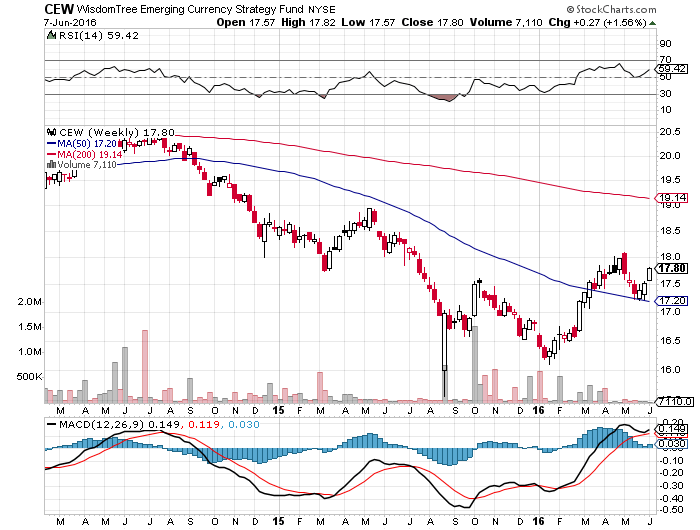 CEW WisdomTree Emerging Currency Strategy Fund NYSE © StockCharts.com
7-Jun-2016 Open 17.57 High 17.82 Low 17.57 Close 17.80 Volume 7,110 Chg +0.27 (+1.56%)
RSI(14) 59.42
90
70
59.42
50
30
10
CEW (Weekly) 17.80
MA(50) 17.20
MA(200) 19.14
Volume 7,110
20.5
20.0
19.5
19.14
19.0
18.5
18.0
17.80
17.5
17.20
17.0
16.5
16.0
7110.0
2.0M
1.5M
1.0M
500K
M A M J J A S O N D 15 F M A M J J A S O N D 16 F M A M J
MACD(12,26,9) 0.149, 0.119, 0.030
0.20
0.149
0.030
-0.10
-0.20
-0.30
-0.40
-0.50
M A M J J A S O N D 15 F M A M J J A S O N D 16 F M A M J